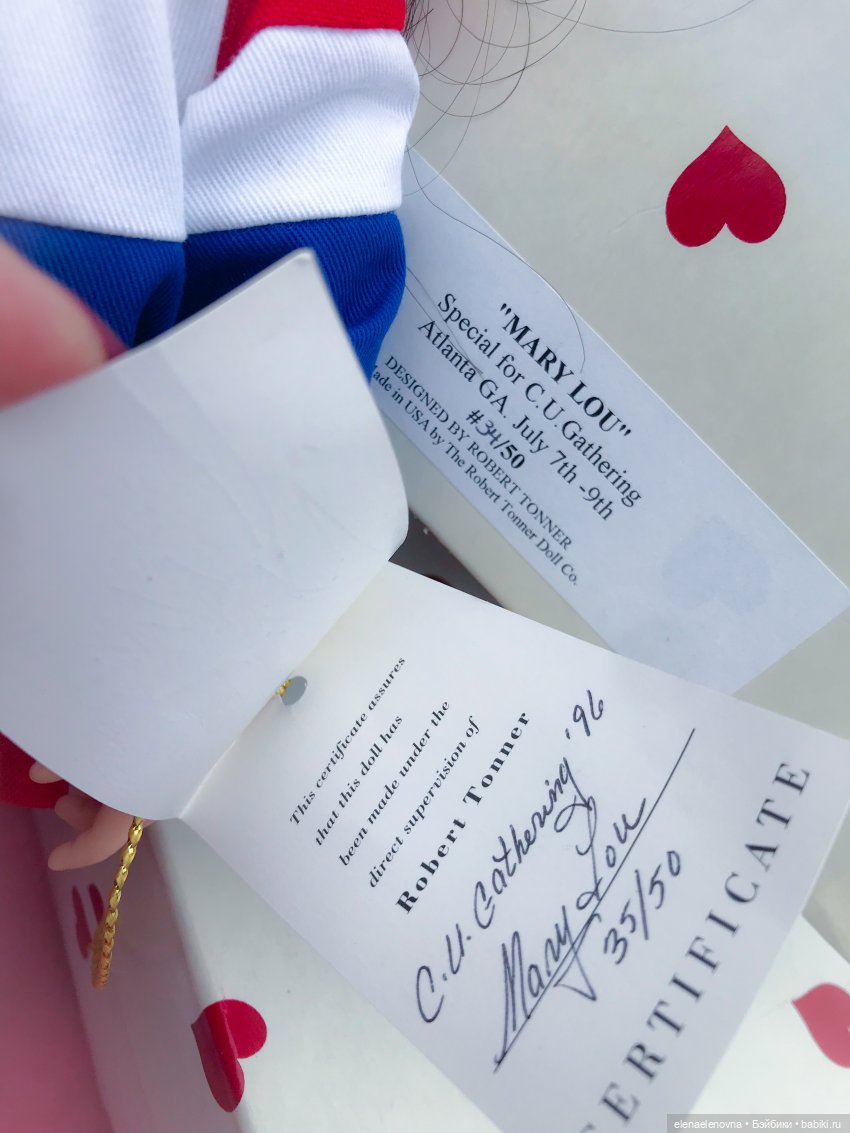 "MARY LOU"
Special for C.U.Gathering
Atlanta GA. July 7th -9th
#34/50
DESIGNED BY ROBERT TONNER
ade in USA by The Robert Tonner Doll Co.
This certificate assures
that this doll has
been made under the
direct supervision of
Robert Tonner
C.U. Gathering '96
Mary Lou
35/50
CERTIFICATE
elenaelenovna • Бэйбики • babiki.ru